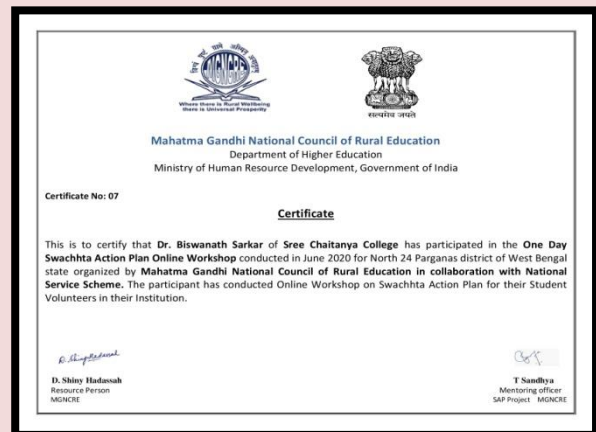 MGNCRE
Where there is Rural Wellbeing
there is Universal Prosperity
सत्यमेव जयते
Mahatma Gandhi National Council of Rural Education
Department of Higher Education
Ministry of Human Resource Development, Government of India
Certificate No: 07
Certificate
This is to certify that Dr. Biswanath Sarkar of Sree Chaitanya College has participated in the One Day
Swachhta Action Plan Online Workshop conducted in June 2020 for North 24 Parganas district of West Bengal
state organized by Mahatma Gandhi National Council of Rural Education in collaboration with National
Service Scheme. The participant has conducted Online Workshop on Swachhta Action Plan for their Student
Volunteers in their Institution.
D. Shiny Hadassah
D. Shiny Hadassah
Resource Person
MGNCRE
T Sandhya
Mentoring officer
SAP Project MGNCRE